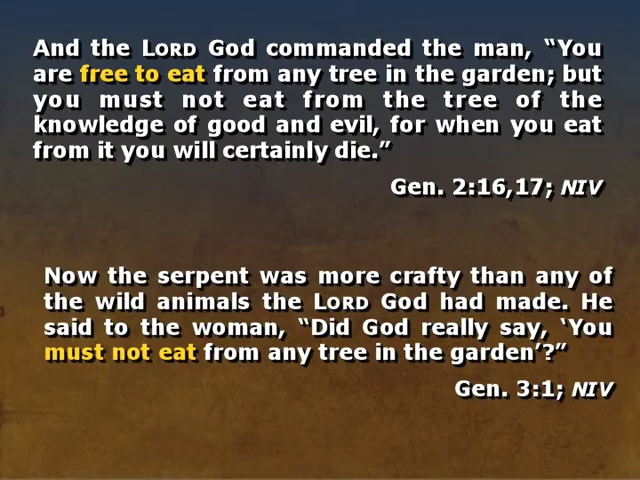 And the LORD God commanded the man, “You
are free to eat from any tree in the garden; but
you must not eat from the tree of the
knowledge of good and evil, for when you eat
from it you will certainly die.”
Gen. 2:16,17; NIV
Now the serpent was more crafty than any of
the wild animals the LORD God had made. He
said to the woman, “Did God really say, ‘You
must not eat from any tree in the garden’?”
Gen. 3:1; NIV